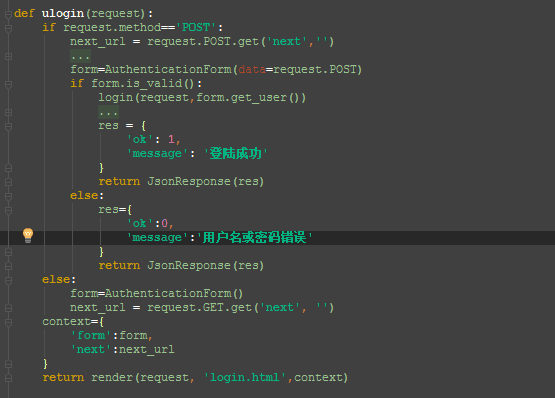 def ulogin(request):
    if request.method=='POST':
        next_url = request.POST.get('next','')
        ...
        form=AuthenticationForm(data=request.POST)
        if form.is_valid():
            login(request,form.get_user())
            ...
            res = {
                'ok': 1,
                'message': '登陆成功'
            }
            return JsonResponse(res)
        else:
            res={
                'ok':0,
                'message':'用户名或密码错误'
            }
            return JsonResponse(res)
    else:
        form=AuthenticationForm()
        next_url = request.GET.get('next', '')
    context={
        'form':form,
        'next':next_url
    }
    return render(request, 'login.html',context)